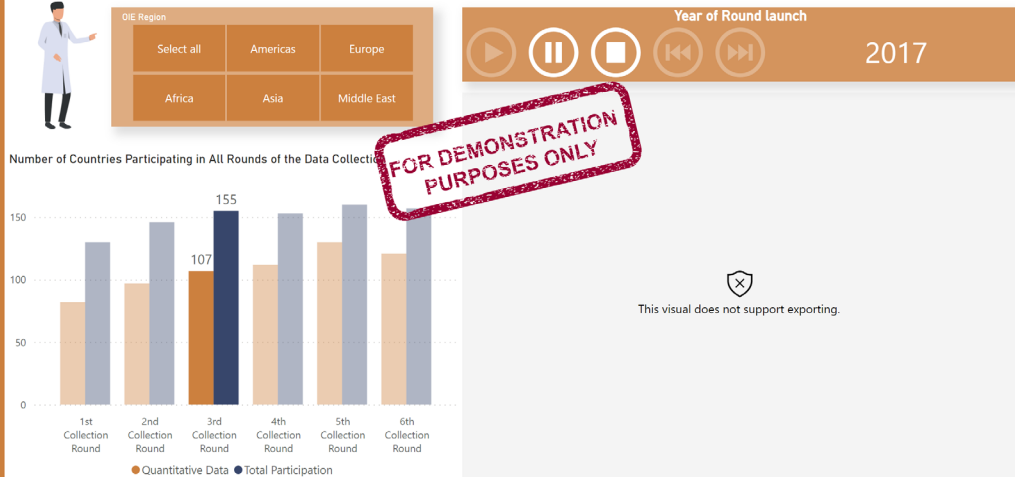 OIE Region
Select all
Americas
Europe
Africa
Asia
Middle East
Year of Round launch
2017
FOR DEMONSTRATION
PURPOSES ONLY
Number of Countries Participating in All Rounds of the Data
155
107
150
100
50
0
1st
Collection
Round
2nd
Collection
Round
3rd
Collection
Round
4th
Collection
Round
5th
Collection
Round
6th
Collection
Round
Quantitative Data
Total Participation
This visual does not support exporting.